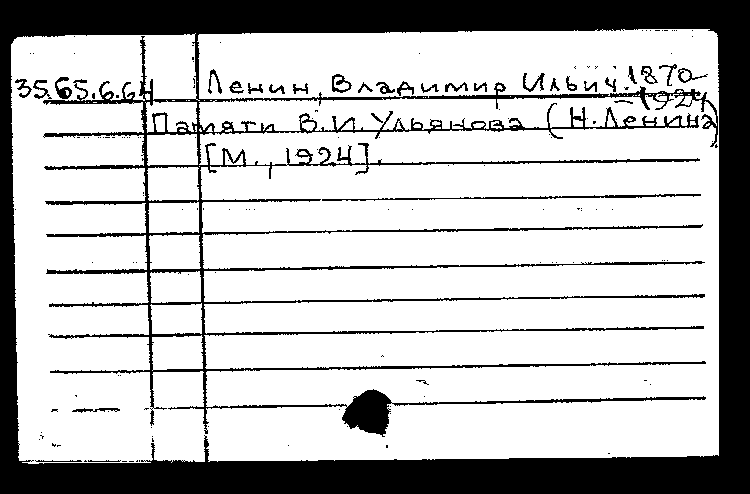 35.65.6.64 Ленин, Владимир Ильич. 1870-
-1924
Памяти В.И. Ульянова (Н. Ленина)
[М., 1924].